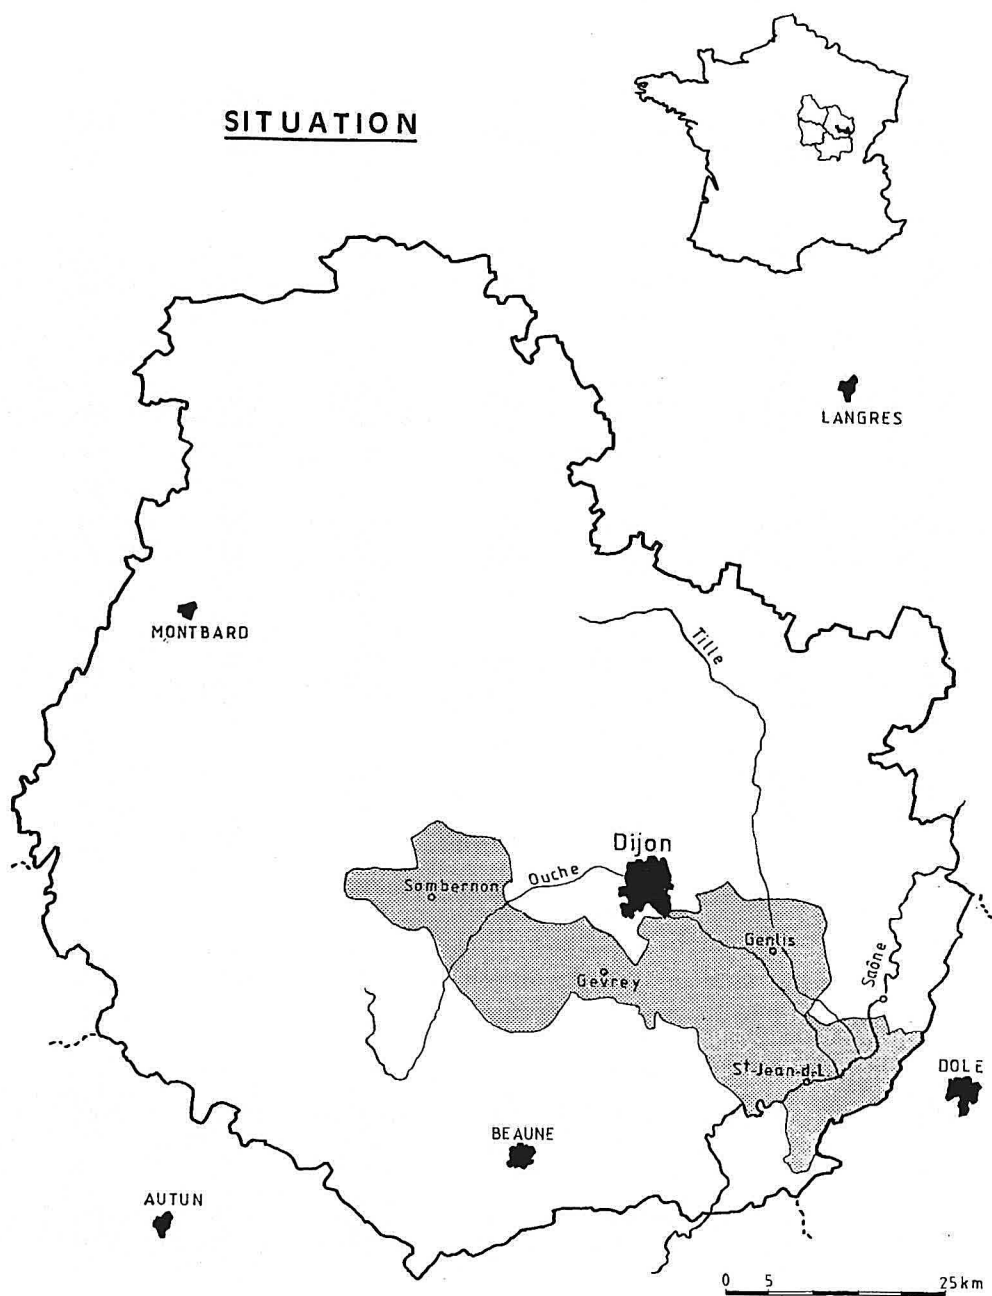 SITUATION
LANGRES
MONTBARD
Tille
Dijon
Ouche
Sombernon
Genlis
Saône
Gevrey
St-Jean-d-L.
DOLE
BEAUNE
AUTUN
0 5 25 km